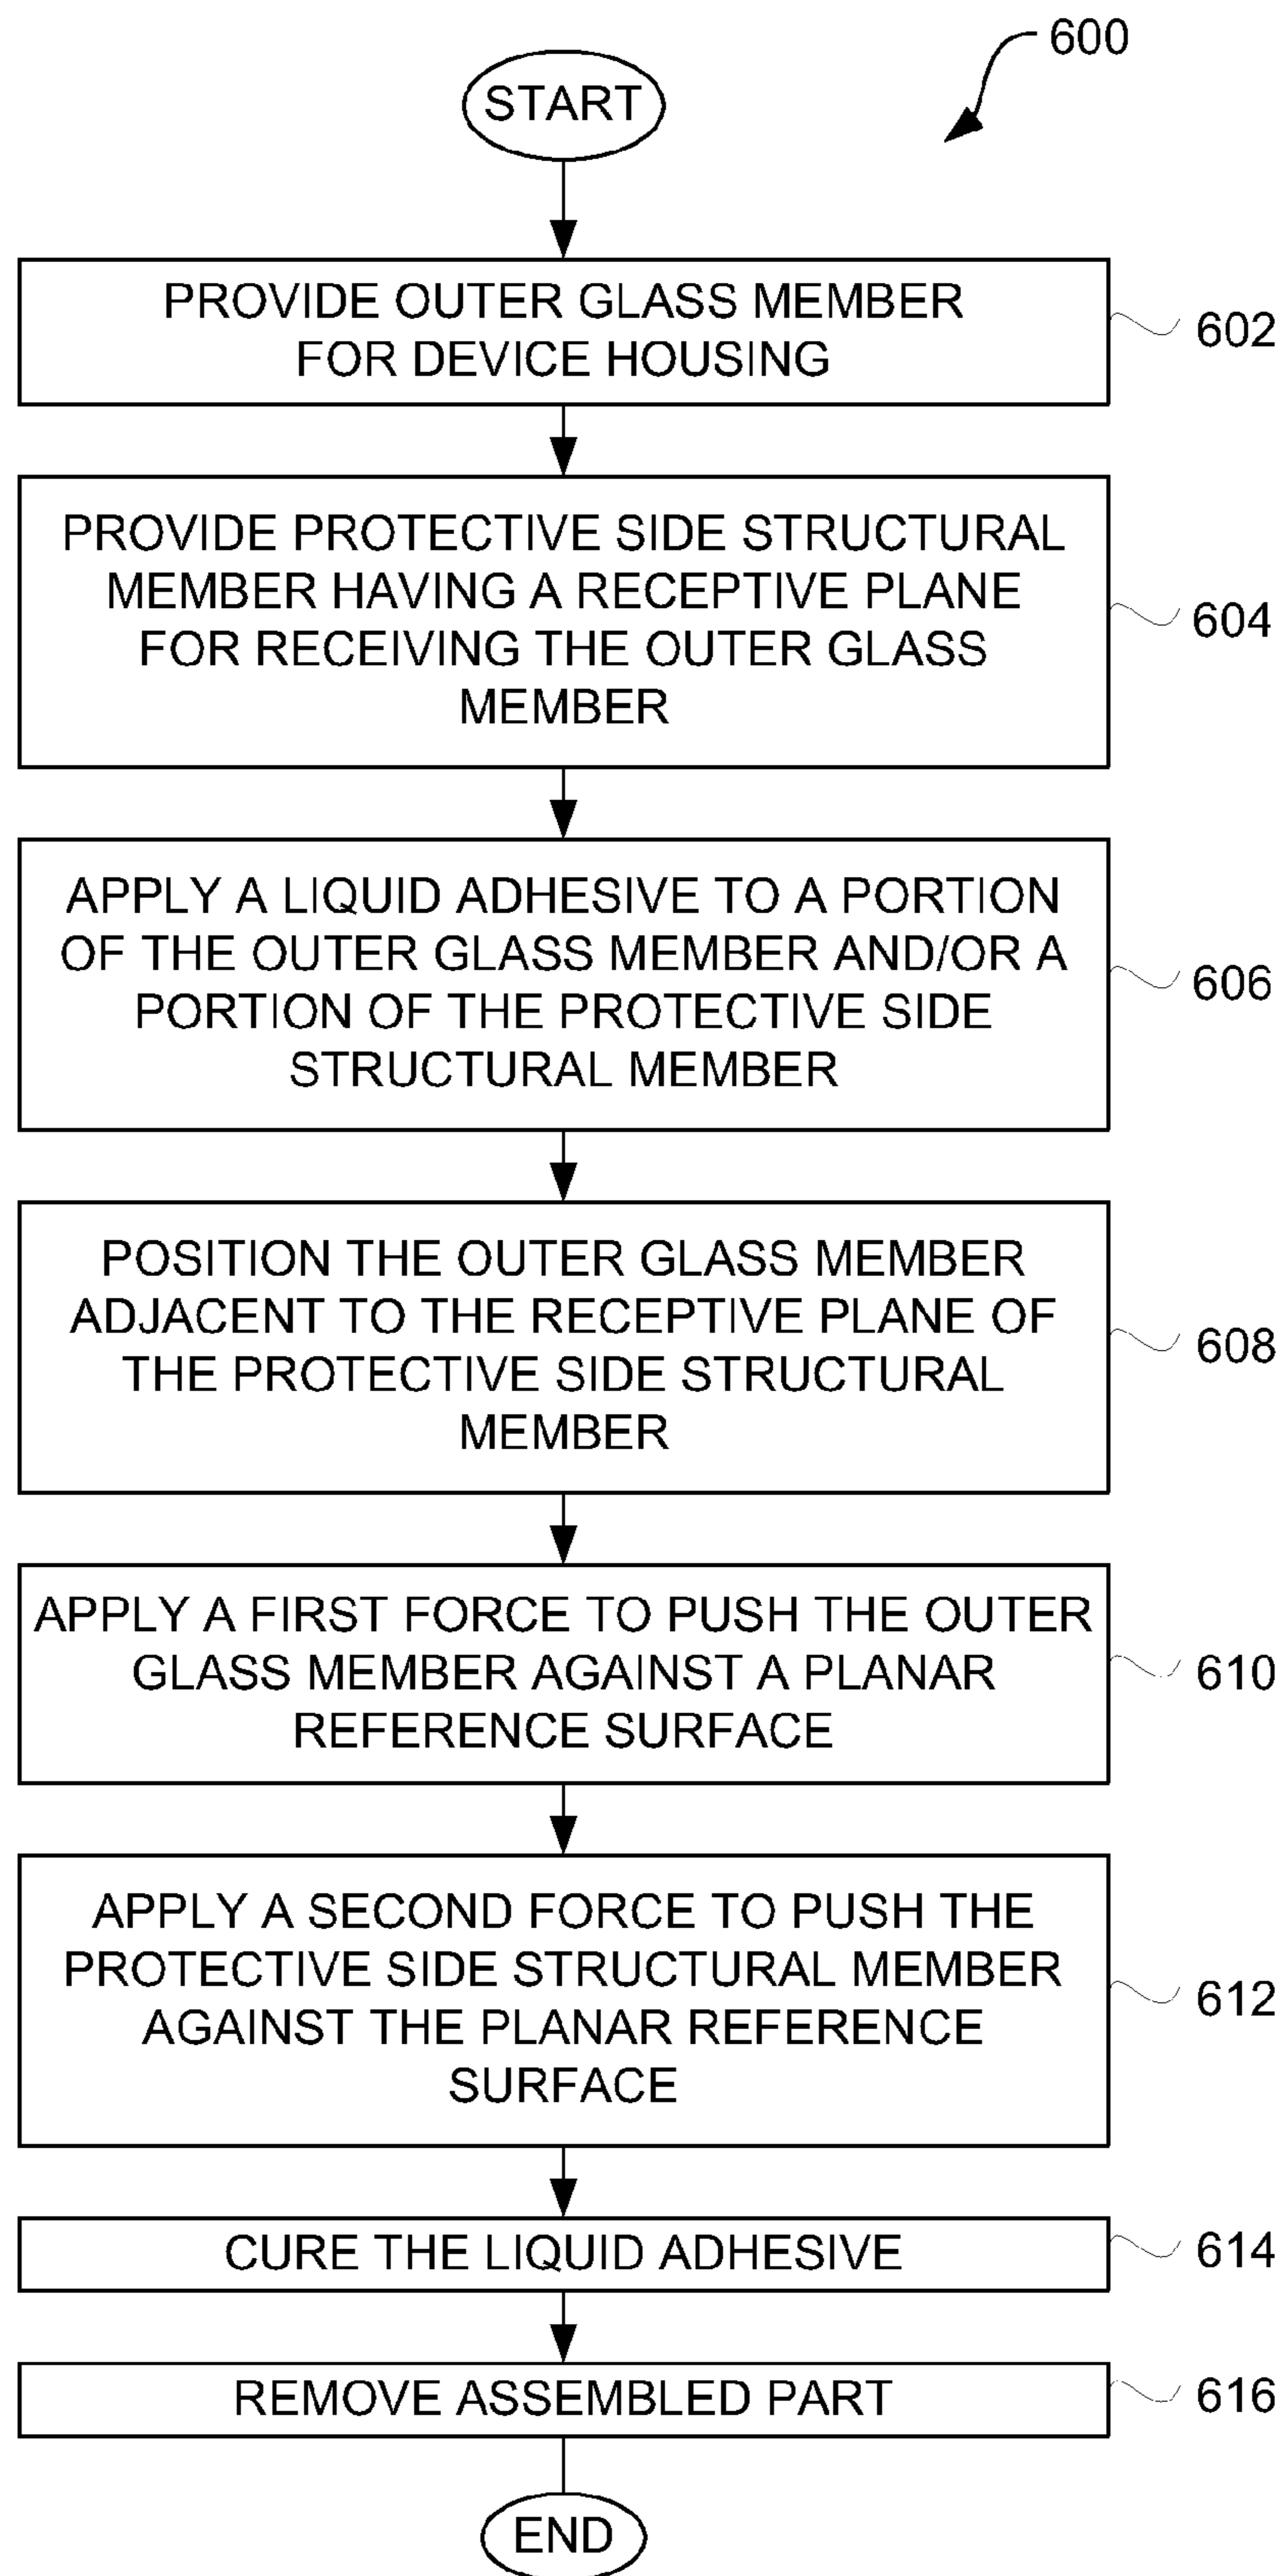 600
START
PROVIDE OUTER GLASS MEMBER
FOR DEVICE HOUSING
602
PROVIDE PROTECTIVE SIDE STRUCTURAL
MEMBER HAVING A RECEPTIVE PLANE
FOR RECEIVING THE OUTER GLASS
MEMBER
604
APPLY A LIQUID ADHESIVE TO A PORTION
OF THE OUTER GLASS MEMBER AND/OR A
PORTION OF THE PROTECTIVE SIDE
STRUCTURAL MEMBER
606
POSITION THE OUTER GLASS MEMBER
ADJACENT TO THE RECEPTIVE PLANE OF
THE PROTECTIVE SIDE STRUCTURAL
MEMBER
608
APPLY A FIRST FORCE TO PUSH THE OUTER
GLASS MEMBER AGAINST A PLANAR
REFERENCE SURFACE
610
APPLY A SECOND FORCE TO PUSH THE
PROTECTIVE SIDE STRUCTURAL MEMBER
AGAINST THE PLANAR REFERENCE
SURFACE
612
CURE THE LIQUID ADHESIVE
614
REMOVE ASSEMBLED PART
616
END